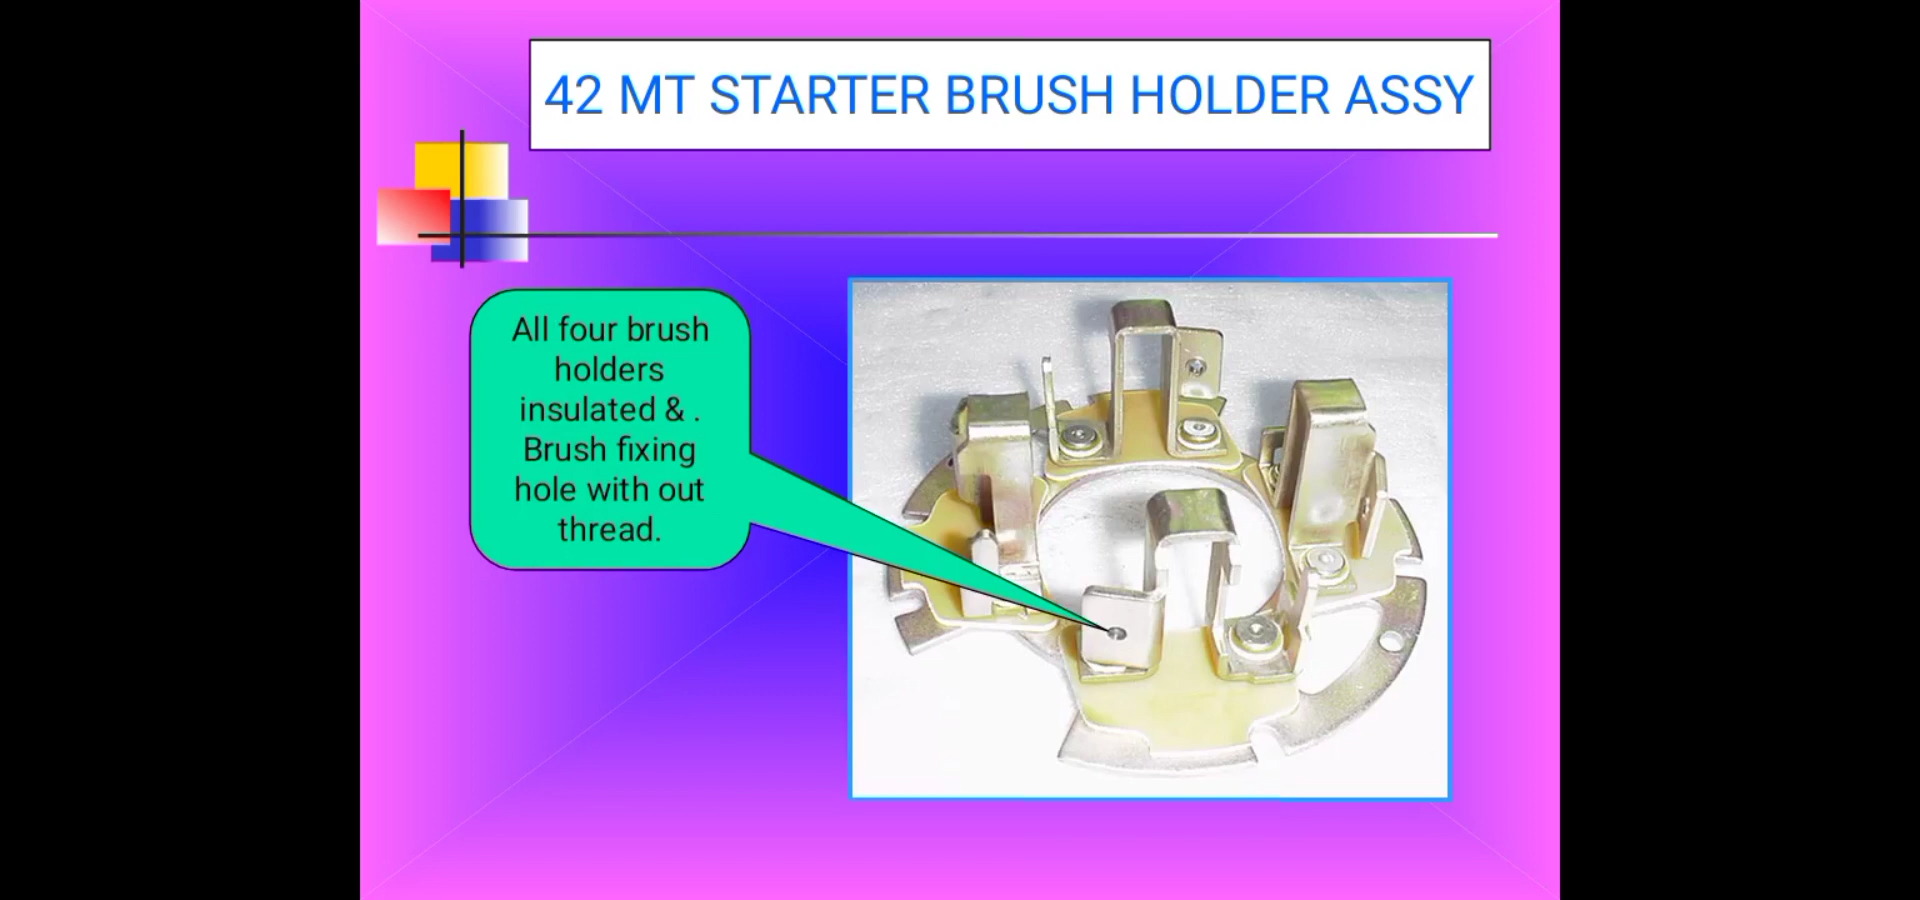 42 MT STARTER BRUSH HOLDER ASSY
All four brush
holders
insulated & .
Brush fixing
hole with out
thread.